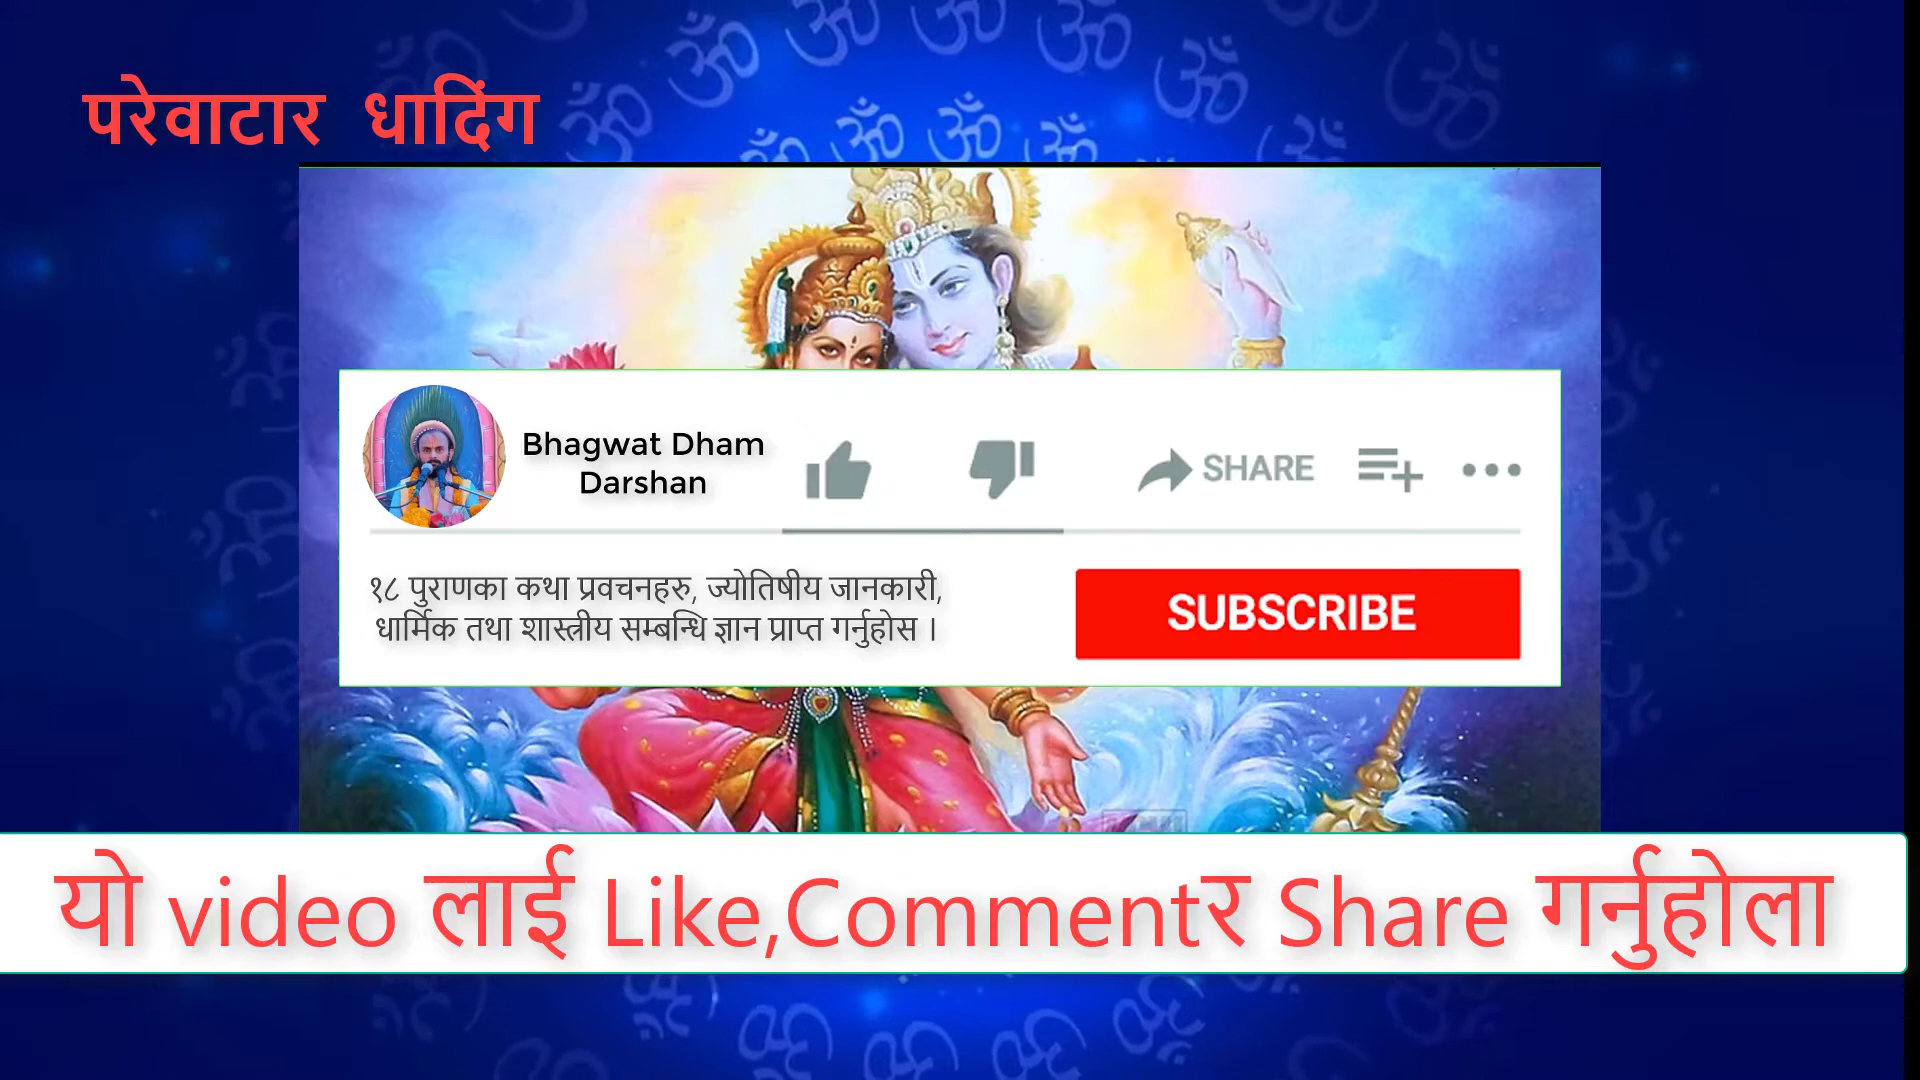 परेवाटार धादिंग
Bhagwat Dham
Darshan
SHARE
१८ पुराणका कथा प्रवचनहरु, ज्योतिषीय जानकारी,
धार्मिक तथा शास्त्रीय सम्बन्धि ज्ञान प्राप्त गर्नुहोस ।
SUBSCRIBE
यो video लाई Like,Commentर Share गर्नुहोला